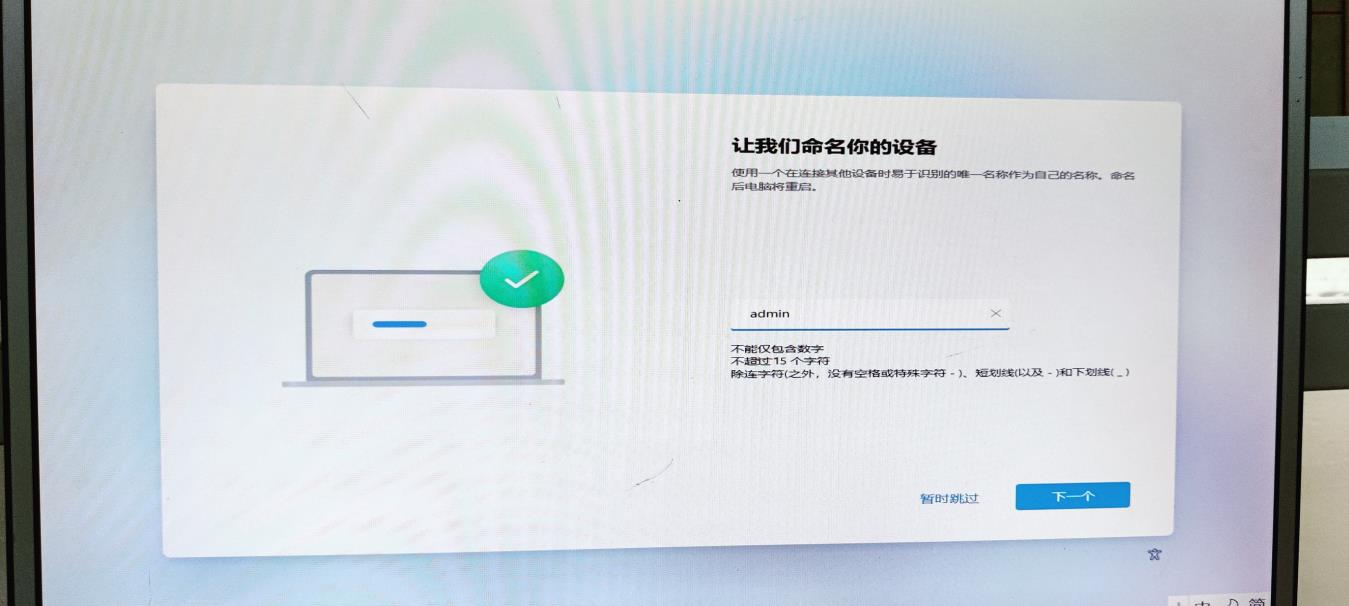 让我们命名你的设备
使用一个在连接其他设备时易于识别的唯一名称作为自己的名称。命名
后电脑将重启。
admin
不能仅包含数字
不超过15 个字符
除连字符(之外，没有空格或特殊字符 - )、短划线(以及 - )和下划线( _ )
暂时跳过
下一个
中 简